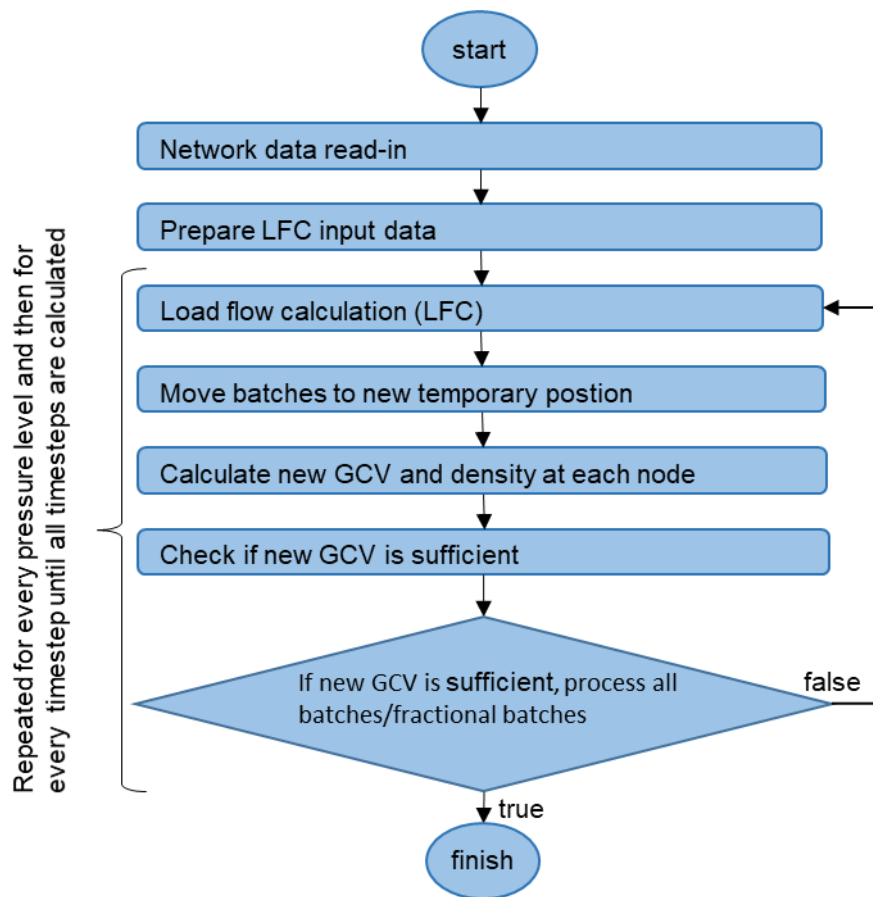 start
Network data read-in
Prepare LFC input data
Repeated for every pressure level and then for
every timestep until all timesteps are calculated
Load flow calculation (LFC)
Move batches to new temporary postion
Calculate new GCV and density at each node
Check if new GCV is sufficient
If new GCV is sufficient, process all
batches/fractional batches
false
true
finish